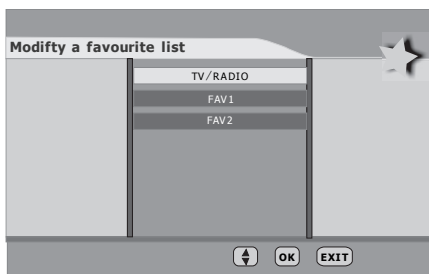 Modifty a favourite list
TV/RADIO
FAV1
FAV2
OK EXIT